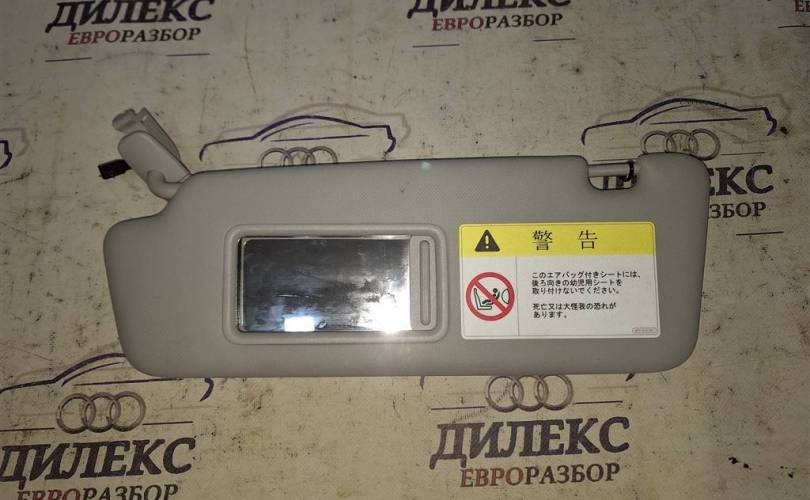 ДИЛЕКС
ЕВРОРАЗБОР
ДИЛЕКС
ЕВРОРАЗБОР
警 告
このエアバッグ付きシートには、
後ろ向きの幼児用シートを
取り付けないでください。
死亡又は大怪我の恐れが
あります。
ДИЛЕКС
ЕВРОРАЗБОР
ДИЛЕКС
ЕВРОРАЗБОР